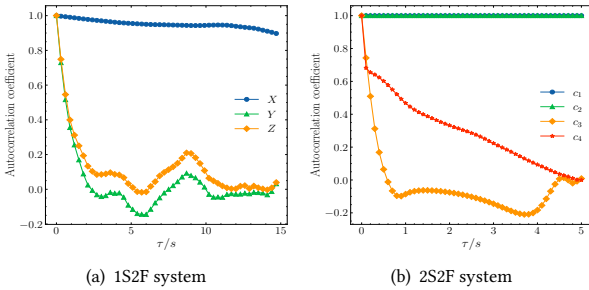 1.0
0.8
0.6
0.4
0.2
0.0
−0.2
Autocorrelation coefficient
X
Y
Z
0 5 10 15
τ/s
(a) 1S2F system
1.0
0.8
0.6
0.4
0.2
0.0
−0.2
Autocorrelation coefficient
c₁
c₂
c₃
c₄
0 1 2 3 4 5
τ/s
(b) 2S2F system